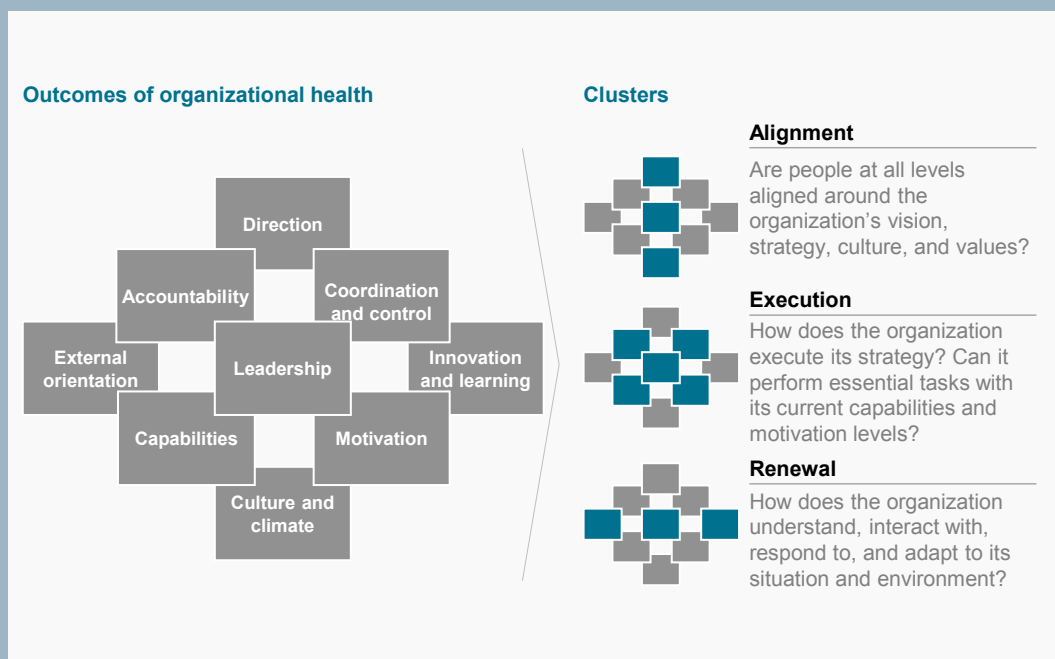 Outcomes of organizational health
Direction
Accountability
Coordination
and control
External
orientation
Leadership
Innovation
and learning
Capabilities
Motivation
Culture and
climate
Clusters
Alignment
Are people at all levels
aligned around the
organization’s vision,
strategy, culture, and values?
Execution
How does the organization
execute its strategy? Can it
perform essential tasks with
its current capabilities and
motivation levels?
Renewal
How does the organization
understand, interact with,
respond to, and adapt to its
situation and environment?